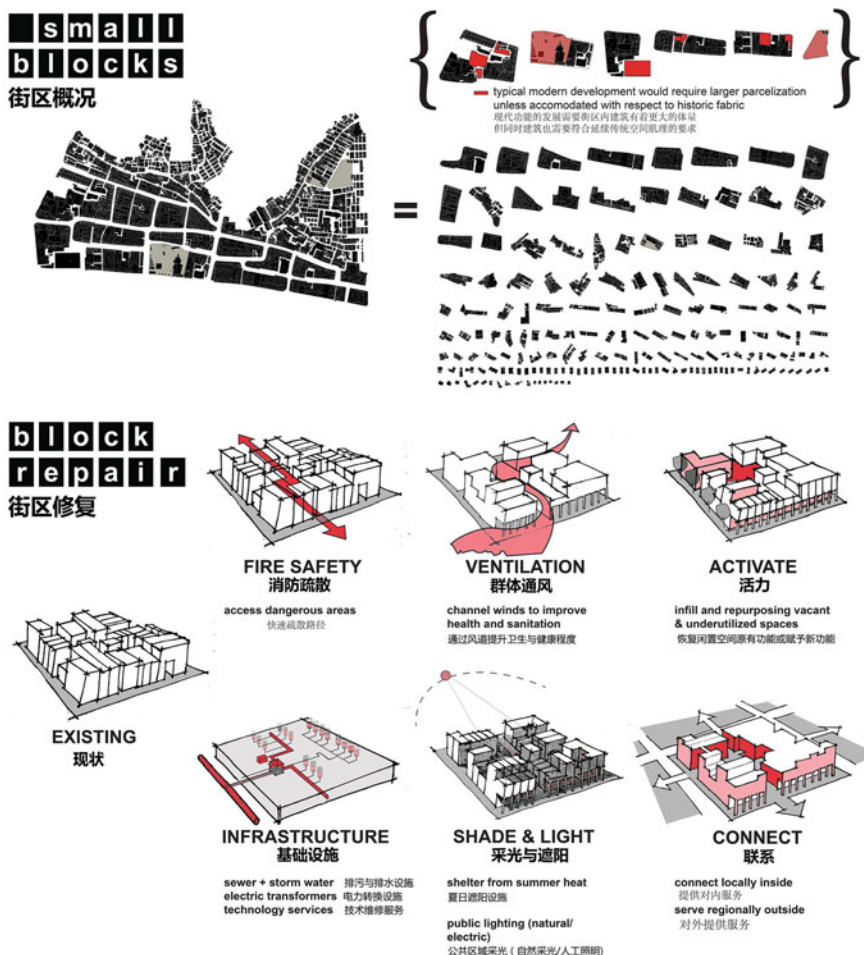 small
blocks
街区概况
typical modern development would require larger parcelization
unless accomodated with respect to historic fabric
现代功能的发展需要街区内建筑有着更大的体量
但同时建筑也需要符合延续传统空间肌理的要求
=
block
repair
街区修复
EXISTING
现状
FIRE SAFETY
消防疏散
access dangerous areas
快速疏散路径
VENTILATION
群体通风
channel winds to improve
health and sanitation
通过风道提升卫生与健康程度
ACTIVATE
活力
infill and repurposing vacant
& underutilized spaces
恢复闲置空间原有功能或赋予新功能
INFRASTRUCTURE
基础设施
sewer + storm water 排污与排水设施
electric transformers 电力转换设施
technology services 技术维修服务
SHADE & LIGHT
采光与遮阳
shelter from summer heat
夏日遮阳设施
public lighting (natural/
electric)
公共区域采光 ( 自然采光/人工照明)
CONNECT
联系
connect locally inside
提供对内服务
serve regionally outside
对外提供服务